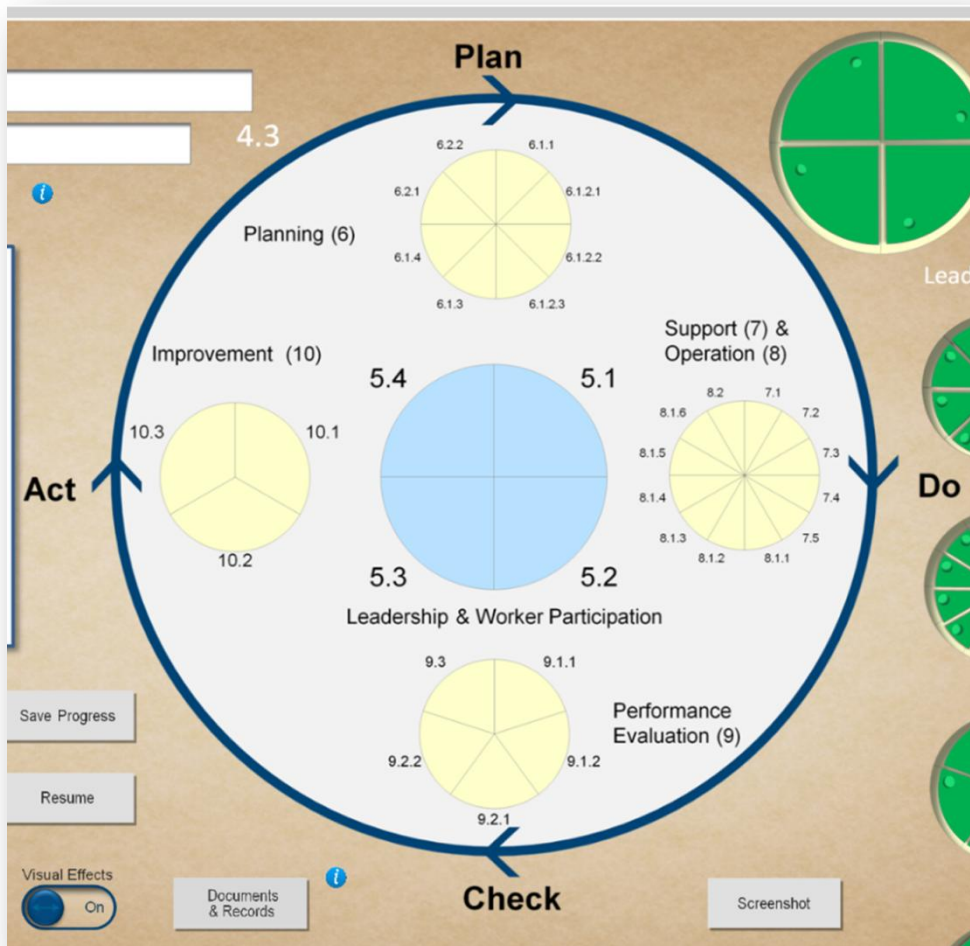 Plan
4.3
6.2.2
6.1.1
6.2.1
6.1.2.1
Planning (6)
6.1.4
6.1.2.2
6.1.3
6.1.2.3
Lead
Improvement (10)
Support (7) &
Operation (8)
5.4
5.1
8.2
7.1
8.1.6
7.2
10.3
10.1
8.1.5
7.3
Act
Do
8.1.4
7.4
8.1.3
7.5
8.1.2
8.1.1
10.2
5.3
5.2
Leadership & Worker Participation
9.3
9.1.1
Performance
Evaluation (9)
9.2.2
9.1.2
9.2.1
Save Progress
Resume
Visual Effects
On
Documents
& Records
Check
Screenshot
i
i